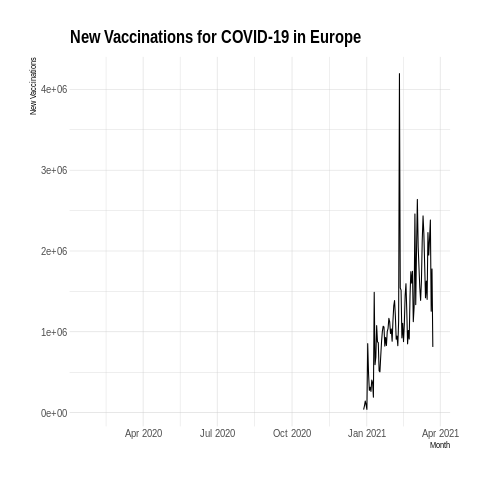 New Vaccinations for COVID-19 in Europe
New Vaccinations
4e+06
3e+06
2e+06
1e+06
0e+00
Apr 2020 Jul 2020 Oct 2020 Jan 2021 Apr 2021
Month